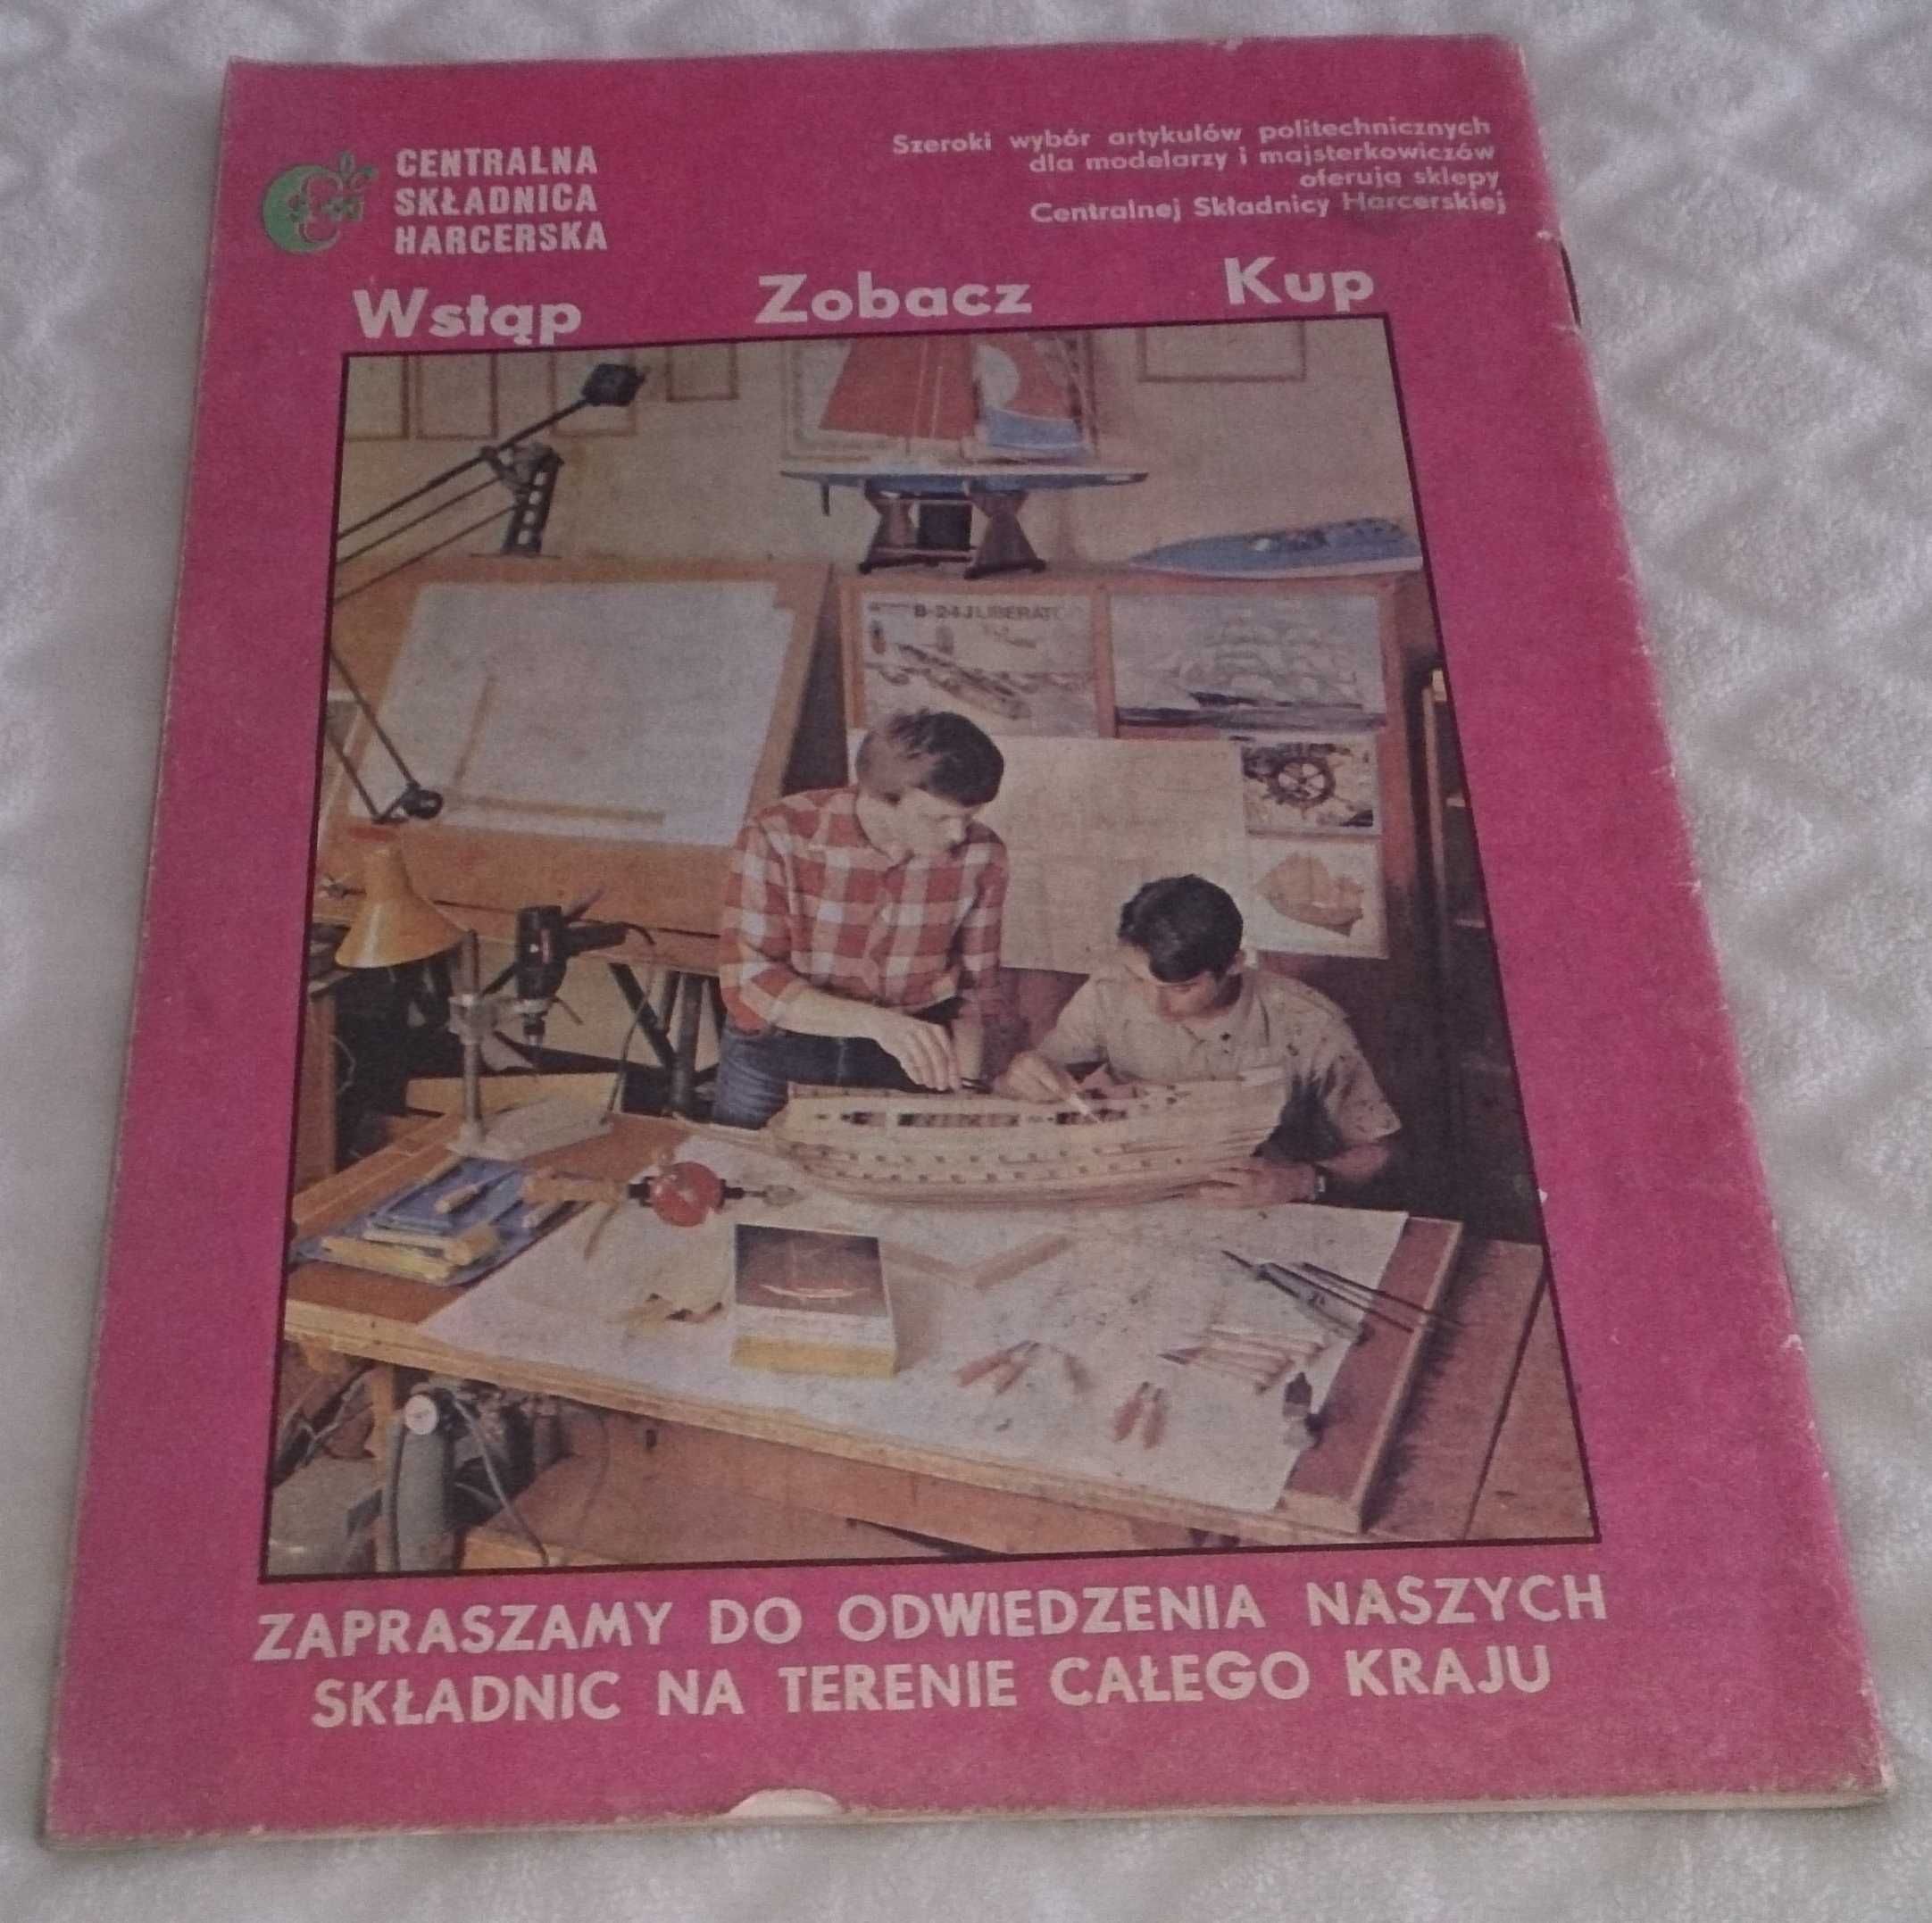 CENTRALNA
SKŁADNICA
HARCERSKA
Szeroki wybór artykułów politechnicznych
dla modelarzy i majsterkowiczów
oferują sklepy
Centralnej Składnicy Harcerskiej
Wstąp Zobacz Kup
B-24J LIBERAT
ZAPRASZAMY DO ODWIEDZENIA NASZYCH
SKŁADNIC NA TERENIE CAŁEGO KRAJU